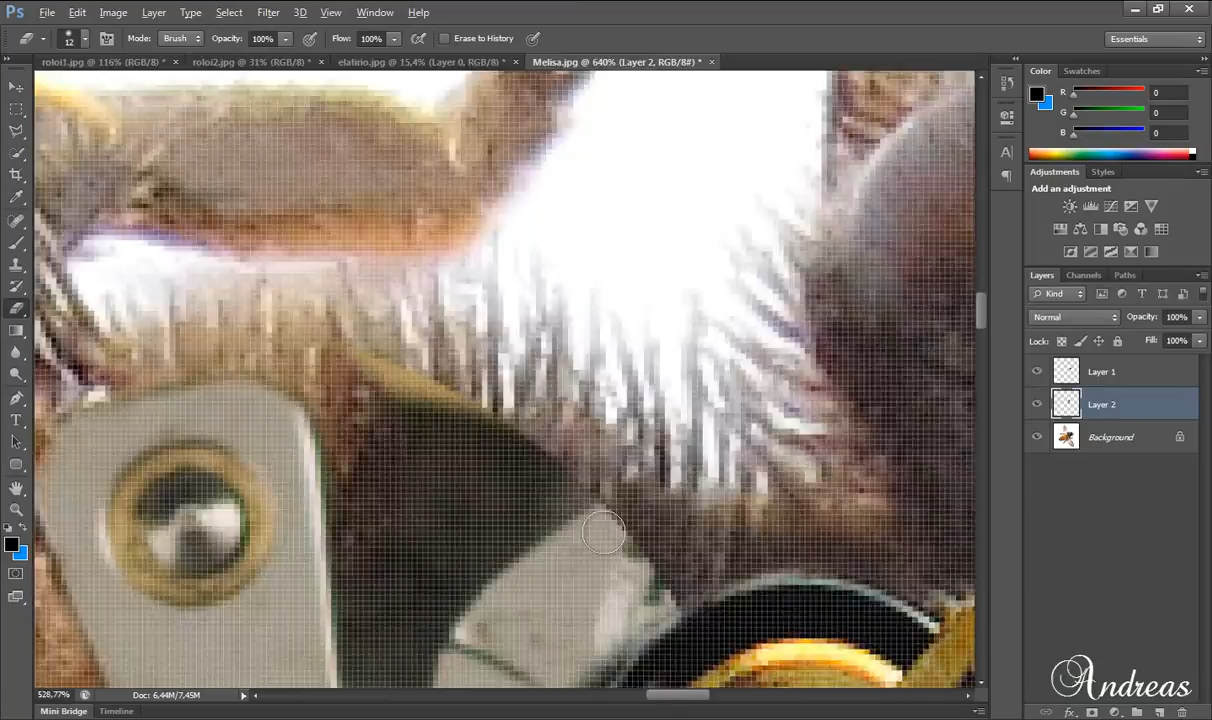 Ps File Edit Image Layer Type Select Filter 3D View Window Help
12 Mode: Brush Opacity: 100% Flow: 100% Erase to History Essentials
roloi1.jpg @ 116% (RGB/8) * × roloi2.jpg @ 31% (RGB/8) * × elatirio.jpg @ 15,4% (Layer 0, RGB/8) * × Melisa.jpg @ 640% (Layer 2, RGB/8#) * ×
Color Swatches
R 0
G 0
B 0
Adjustments Styles
Add an adjustment
Layers Channels Paths
Kind
Normal Opacity: 100%
Lock: Fill: 100%
Layer 1
Layer 2
Background
Andreas
528,77% Doc: 6,44M/7,45M
Mini Bridge Timeline